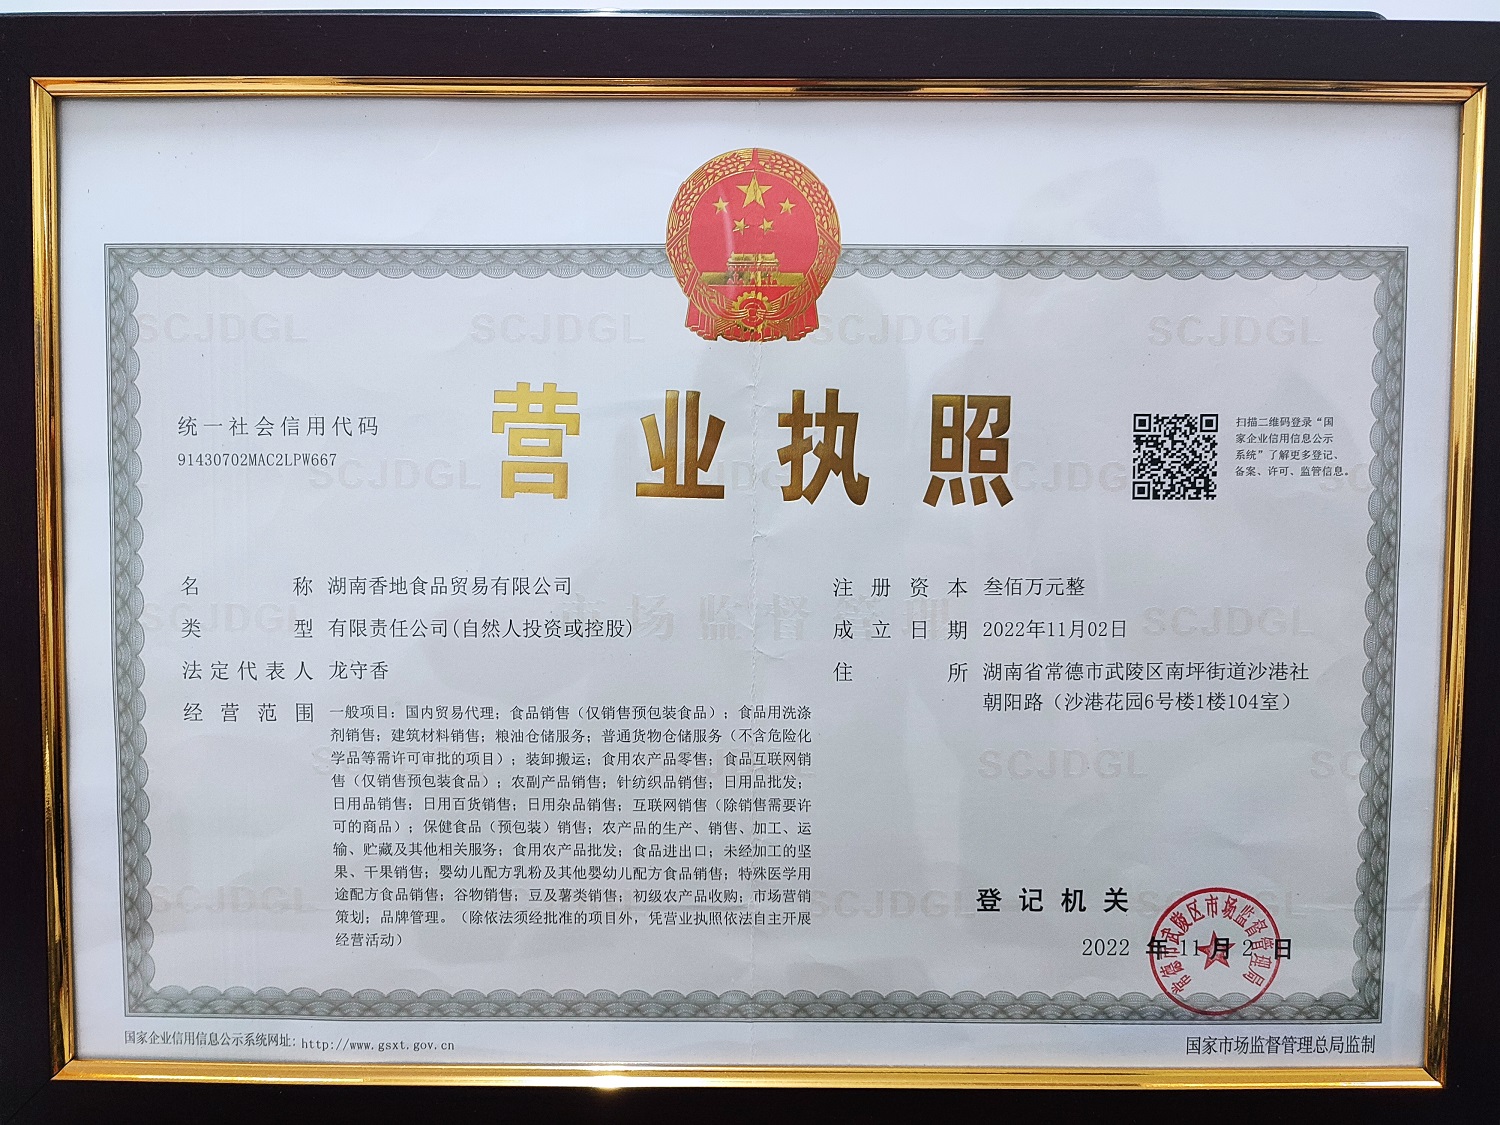 营业执照
统一社会信用代码
91430702MAC2LPW667
扫描二维码登录“国
家企业信用信息公示
系统”了解更多登记、
备案、许可、监管信息。
名称 湖南香地食品贸易有限公司
类型 有限责任公司(自然人投资或控股)
法定代表人 龙守香
经营范围 一般项目：国内贸易代理；食品销售（仅销售预包装食品）；食品用洗涤
剂销售；建筑材料销售；粮油仓储服务；普通货物仓储服务（不含危险化
学品等需许可审批的项目）；装卸搬运；食用农产品零售；食品互联网销
售（仅销售预包装食品）；农副产品销售；针纺织品销售；日用品批发；
日用品销售；日用百货销售；日用杂品销售；互联网销售（除销售需要许
可的商品）；保健食品（预包装）销售；农产品的生产、销售、加工、运
输、贮藏及其他相关服务；食用农产品批发；食品进出口；未经加工的坚
果、干果销售；婴幼儿配方乳粉及其他婴幼儿配方食品销售；特殊医学用
途配方食品销售；谷物销售；豆及薯类销售；初级农产品收购；市场营销
策划；品牌管理。（除依法须经批准的项目外，凭营业执照依法自主开展
经营活动）
注册资本 叁佰万元整
成立日期 2022年11月02日
住所 湖南省常德市武陵区南坪街道沙港社
朝阳路（沙港花园6号楼1楼104室）
登记机关
2022 年 11 月 2 日
常德市武陵区市场监督管理局
国家企业信用信息公示系统网址：http://www.gsxt.gov.cn
国家市场监督管理总局监制
SCJDGL
市场监督管理